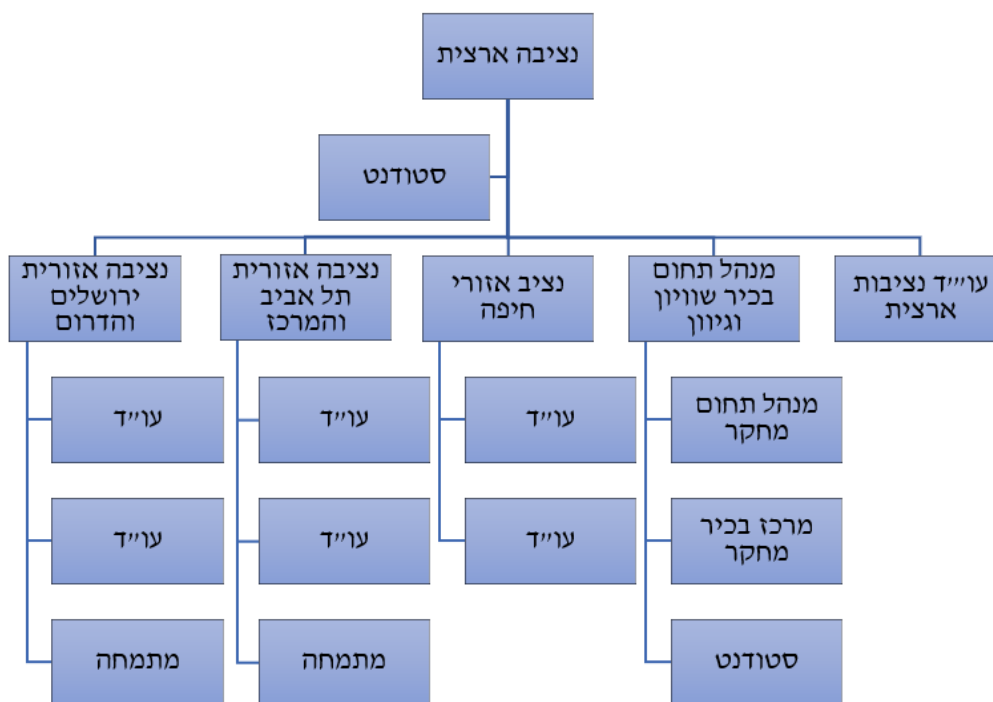 נציבה ארצית
סטודנט
עו"ד נציבות
ארצית
מנהל תחום
בכיר שוויון
וגיוון
נציב אזורי
חיפה
נציבה אזורית
תל אביב
והמרכז
נציבה אזורית
ירושלים
והדרום
מנהל תחום
מחקר
עו"ד
עו"ד
עו"ד
מרכז בכיר
מחקר
עו"ד
עו"ד
עו"ד
סטודנט
מתמחה
מתמחה